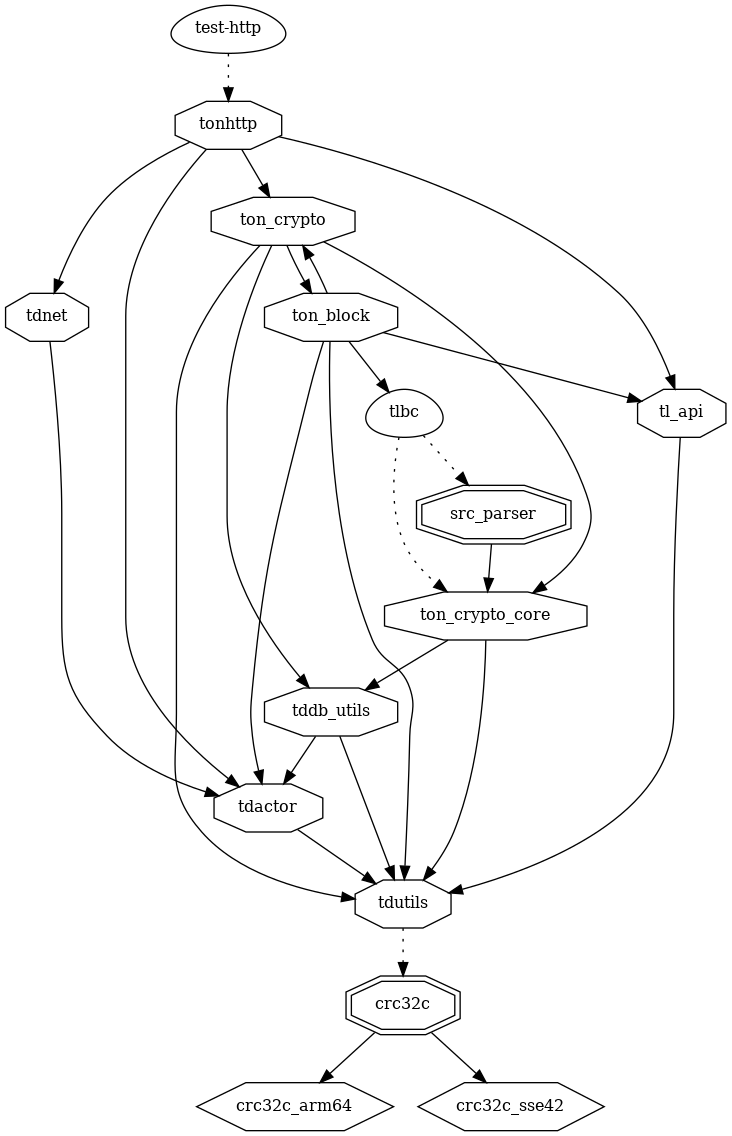 test-http
tonhttp
ton_crypto
tdnet
ton_block
tlbc
tl_api
src_parser
ton_crypto_core
tddb_utils
tdactor
tdutils
crc32c
crc32c_arm64
crc32c_sse42